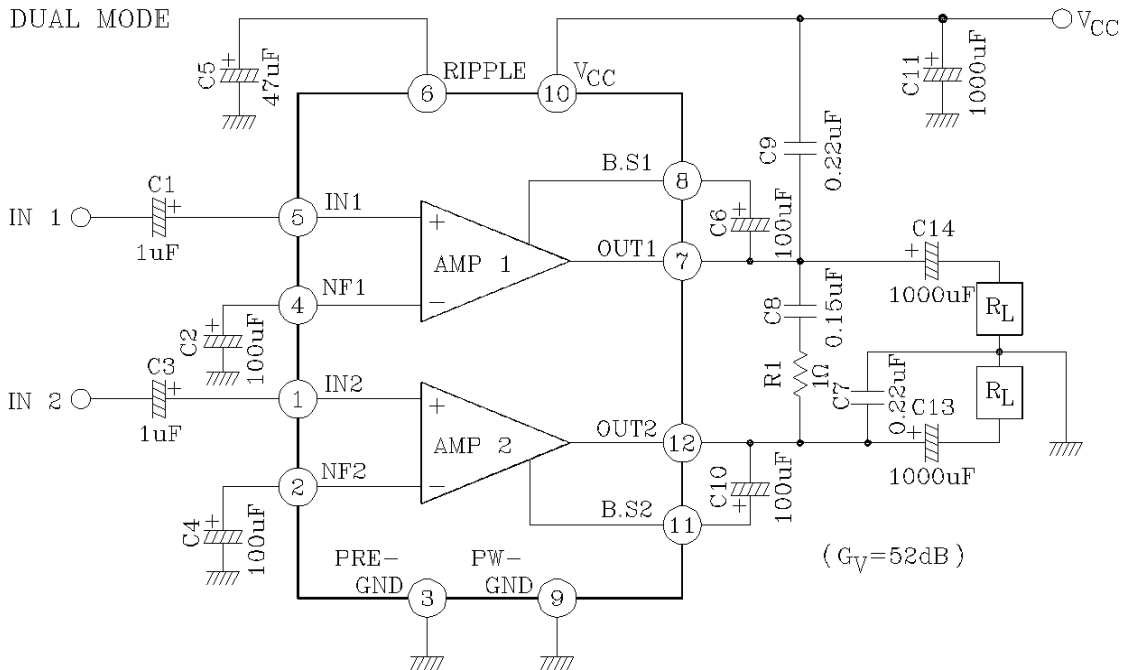 DUAL MODE
VCC
C5
47uF
RIPPLE
6
VCC
10
C11
1000uF
C9
0.22uF
B.S1
8
C1
1uF
IN 1
5
IN1
C6
100uF
AMP 1
OUT1
7
C14
1000uF
4
NF1
C2
100uF
C8
0.15uF
RL
C3
1uF
IN 2
1
IN2
R1
1Ω
C7
0.22uF
RL
AMP 2
OUT2
12
C13
1000uF
2
NF2
C4
100uF
C10
100uF
B.S2
11
(GV=52dB)
PRE-
GND
3
PW-
GND
9